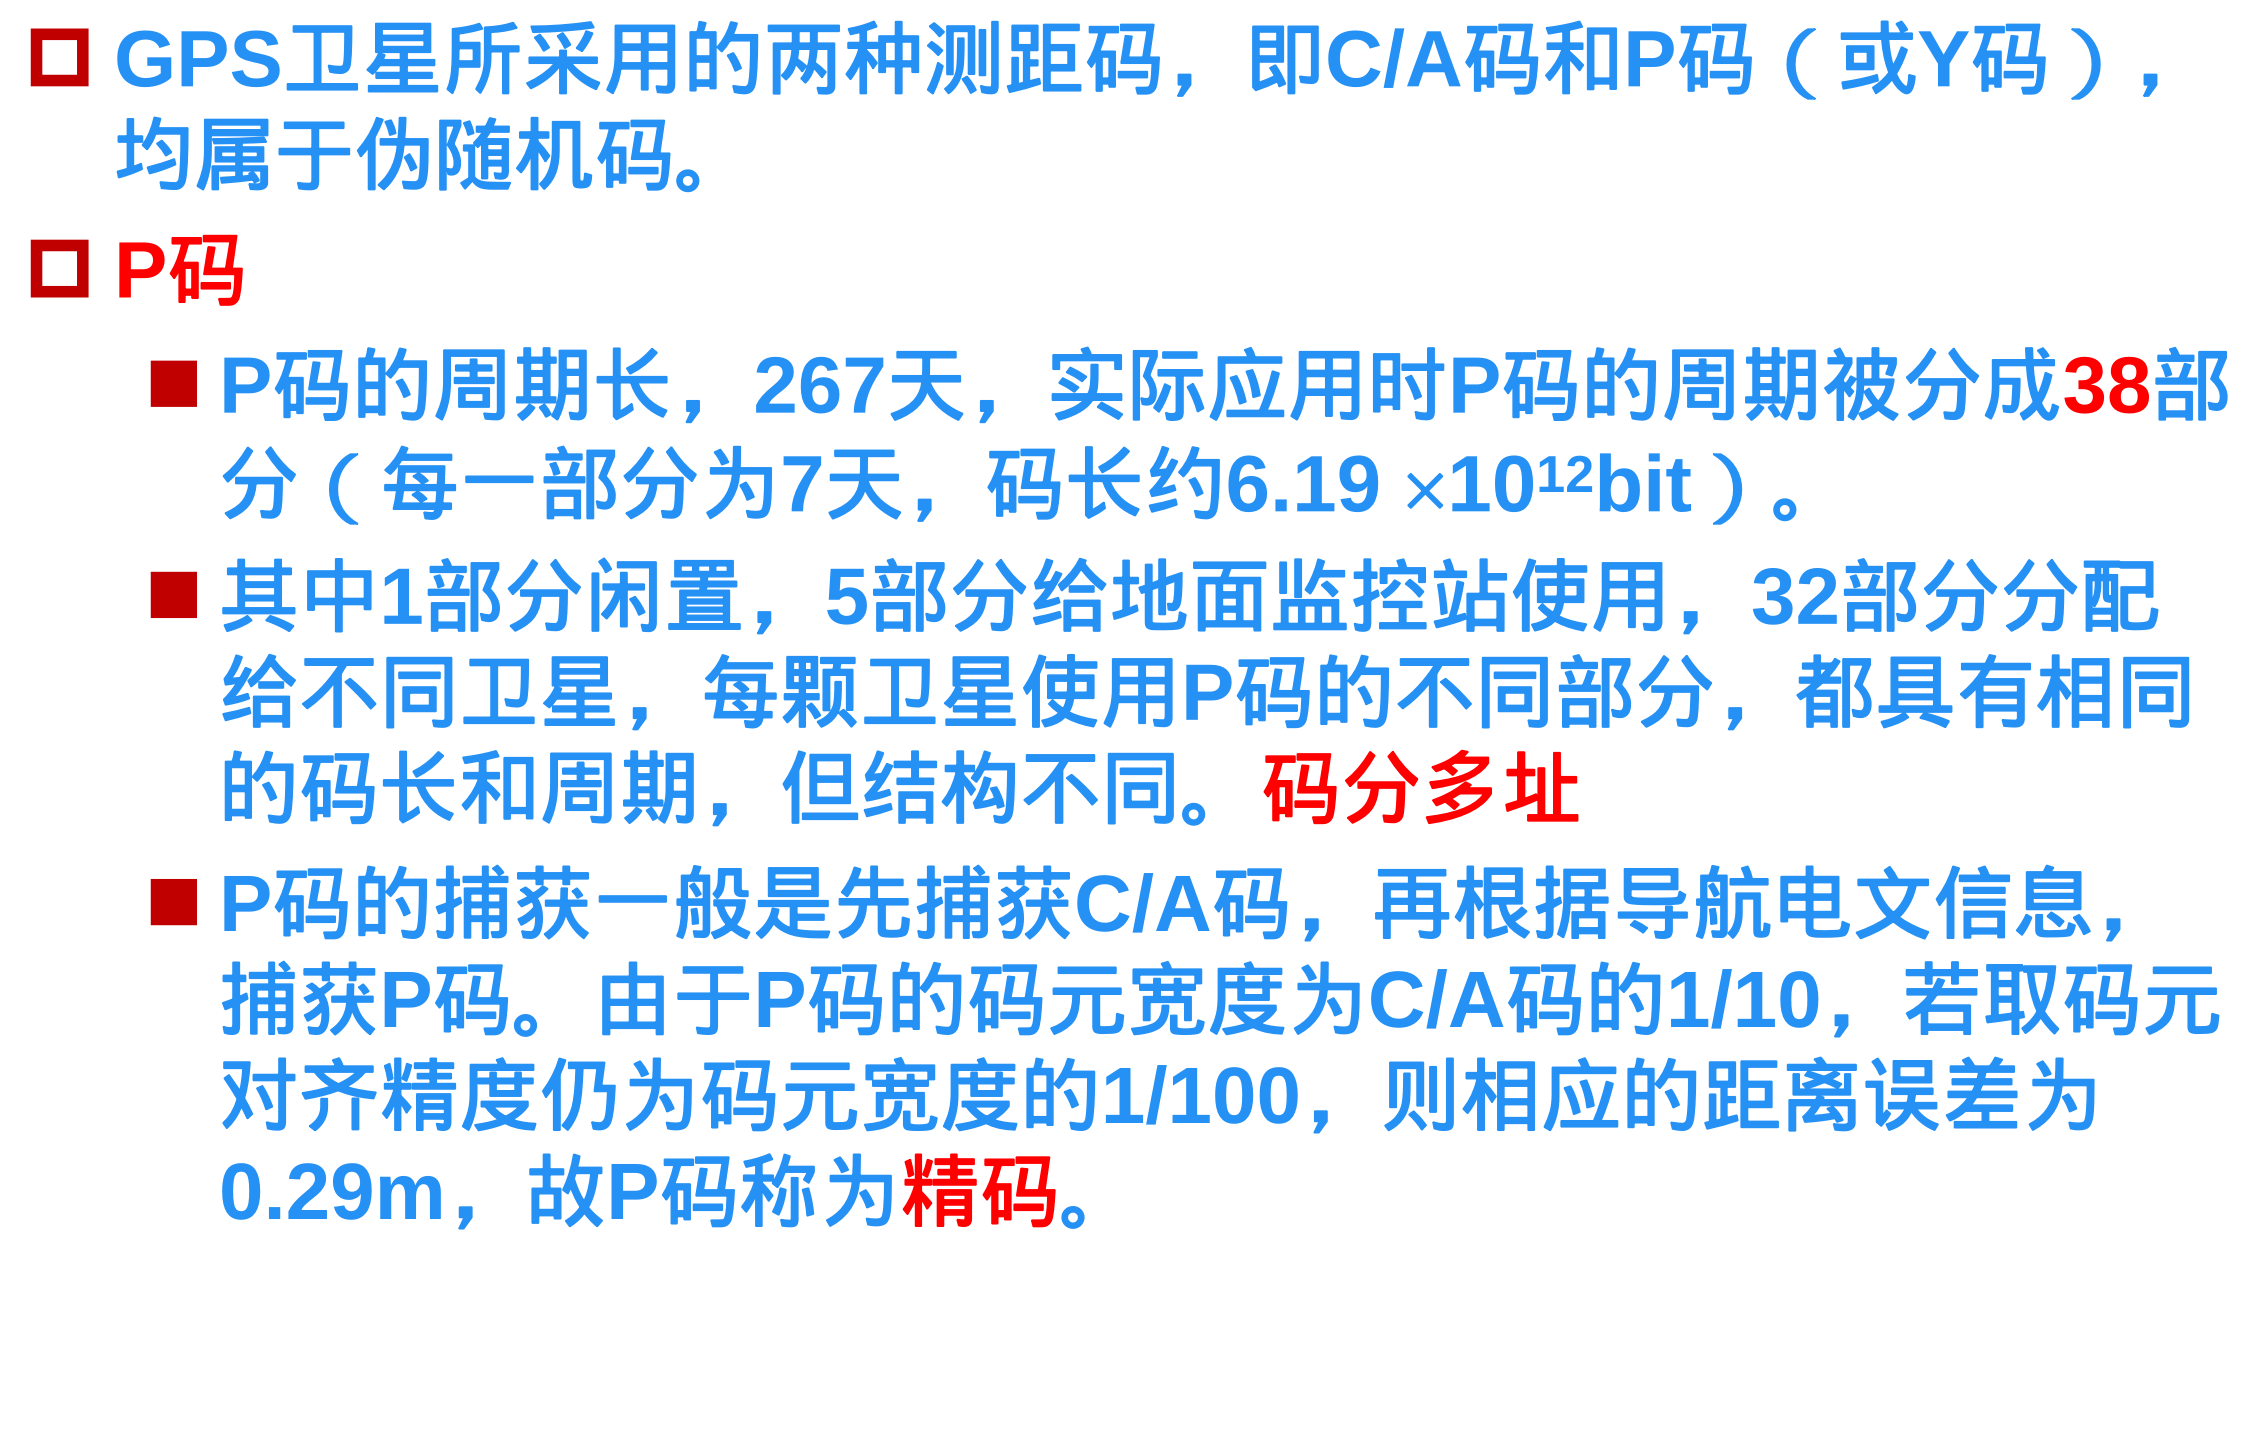 GPS卫星所采用的两种测距码，即C/A码和P码（或Y码），
均属于伪随机码。
P码
P码的周期长，267天，实际应用时P码的周期被分成38部
分（每一部分为7天，码长约6.19 ×10¹²bit）。
其中1部分闲置，5部分给地面监控站使用，32部分分配
给不同卫星，每颗卫星使用P码的不同部分，都具有相同
的码长和周期，但结构不同。码分多址
P码的捕获一般是先捕获C/A码，再根据导航电文信息，
捕获P码。由于P码的码元宽度为C/A码的1/10，若取码元
对齐精度仍为码元宽度的1/100，则相应的距离误差为
0.29m，故P码称为精码。